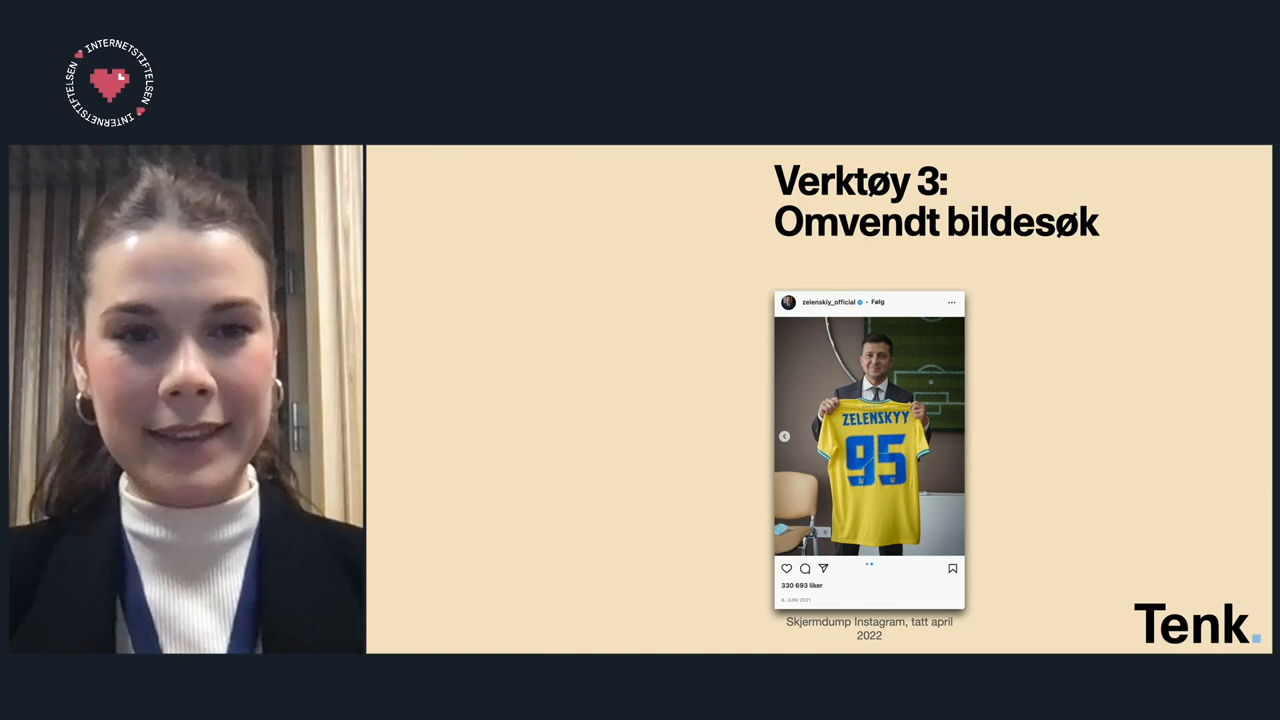 INTERNETSTIFTELSEN
INTERNETSTIFTELSEN
Verktøy 3:
Omvendt bildesøk
zelenskiy_official • Følg
ZELENSKYY
95
330 693 liker
8. JUNI 2021
Skjermdump Instagram, tatt april
2022
Tenk.